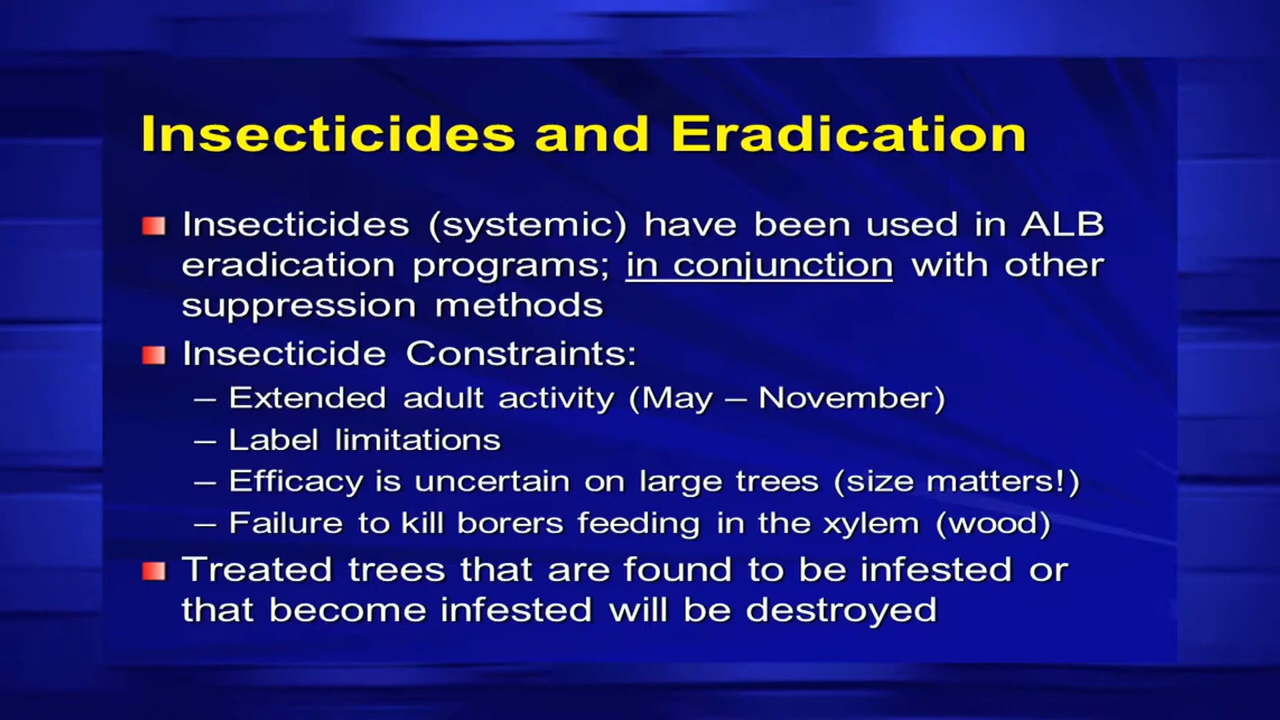 Insecticides and Eradication
Insecticides (systemic) have been used in ALB
eradication programs; in conjunction with other
suppression methods
Insecticide Constraints:
– Extended adult activity (May – November)
– Label limitations
– Efficacy is uncertain on large trees (size matters!)
– Failure to kill borers feeding in the xylem (wood)
Treated trees that are found to be infested or
that become infested will be destroyed